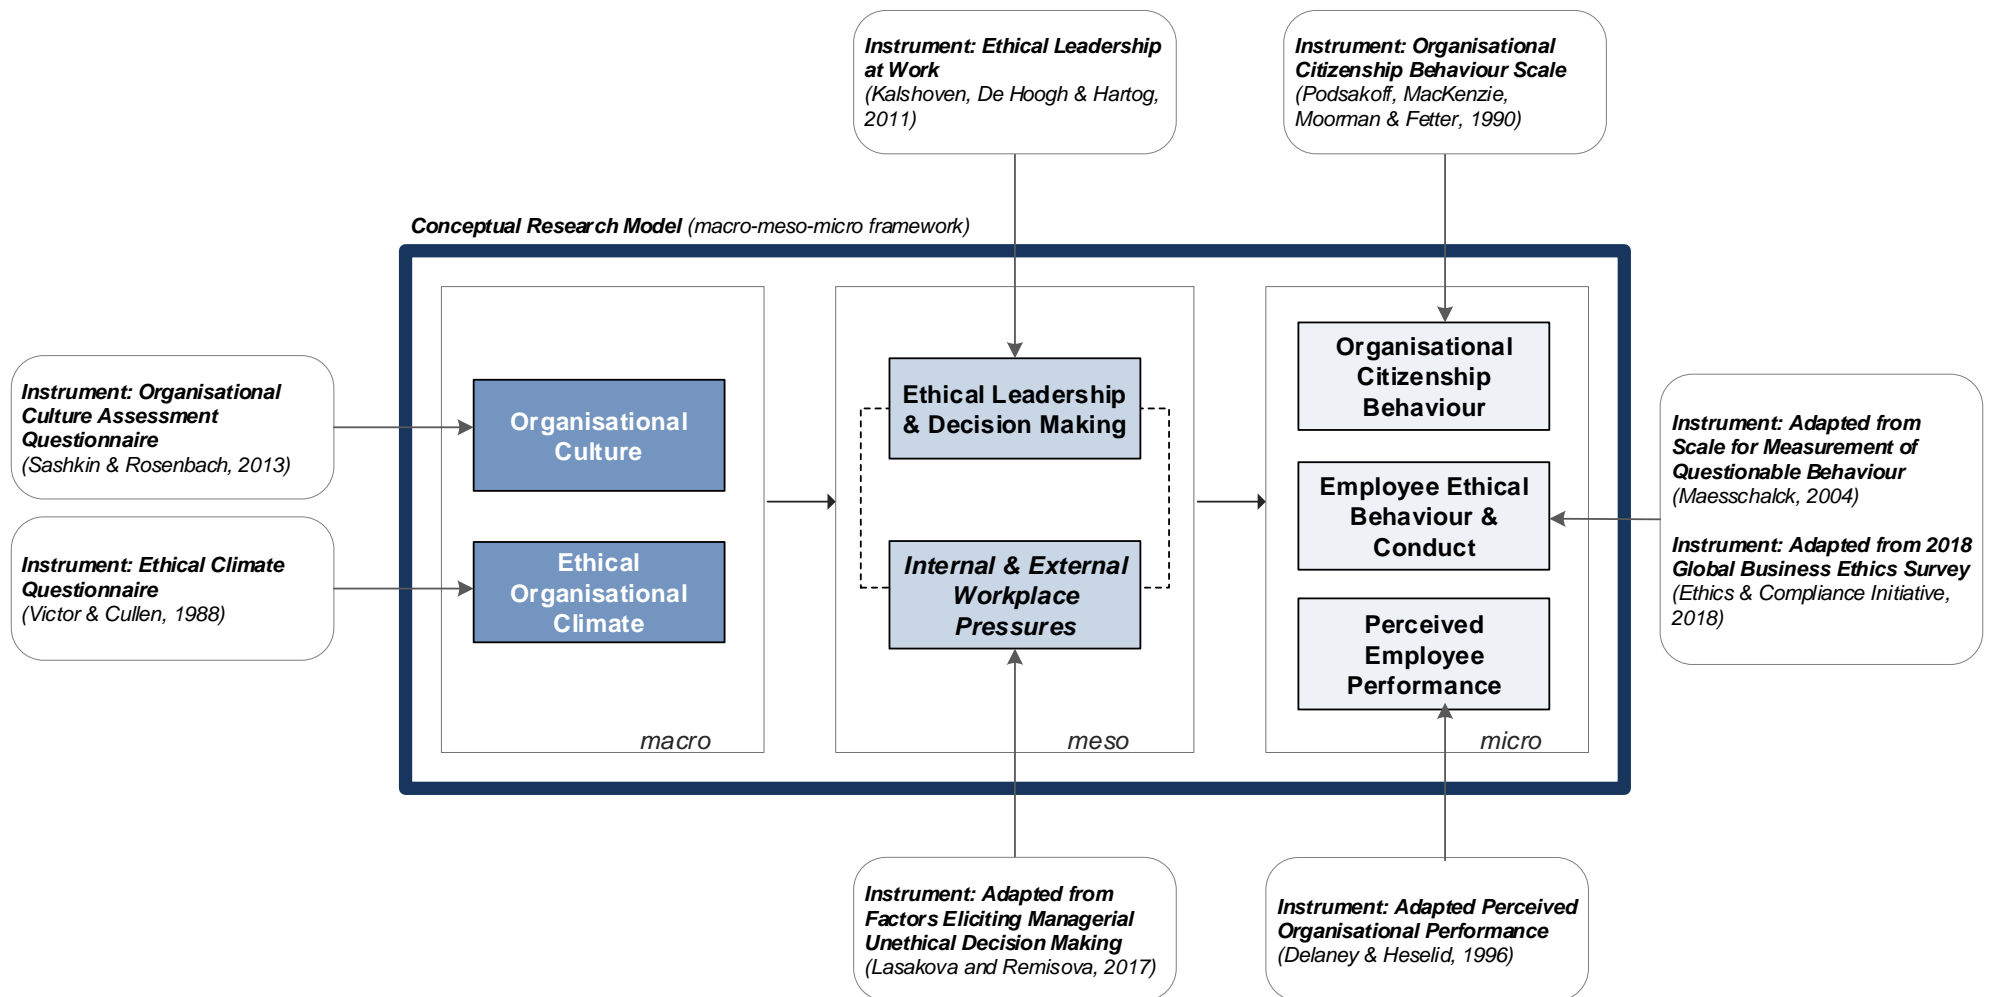 Instrument: Ethical Leadership
at Work
(Kalshoven, De Hoogh & Hartog,
2011)
Instrument: Organisational
Citizenship Behaviour Scale
(Podsakoff, MacKenzie,
Moorman & Fetter, 1990)
Conceptual Research Model (macro-meso-micro framework)
Instrument: Organisational
Culture Assessment
Questionnaire
(Sashkin & Rosenbach, 2013)
Instrument: Ethical Climate
Questionnaire
(Victor & Cullen, 1988)
Organisational
Culture
Ethical
Organisational
Climate
macro
Ethical Leadership
& Decision Making
Internal & External
Workplace
Pressures
meso
Organisational
Citizenship
Behaviour
Employee Ethical
Behaviour &
Conduct
Perceived
Employee
Performance
micro
Instrument: Adapted from
Scale for Measurement of
Questionable Behaviour
(Maesschalck, 2004)
Instrument: Adapted from 2018
Global Business Ethics Survey
(Ethics & Compliance Initiative,
2018)
Instrument: Adapted from
Factors Eliciting Managerial
Unethical Decision Making
(Lasakova and Remisova, 2017)
Instrument: Adapted Perceived
Organisational Performance
(Delaney & Heselid, 1996)